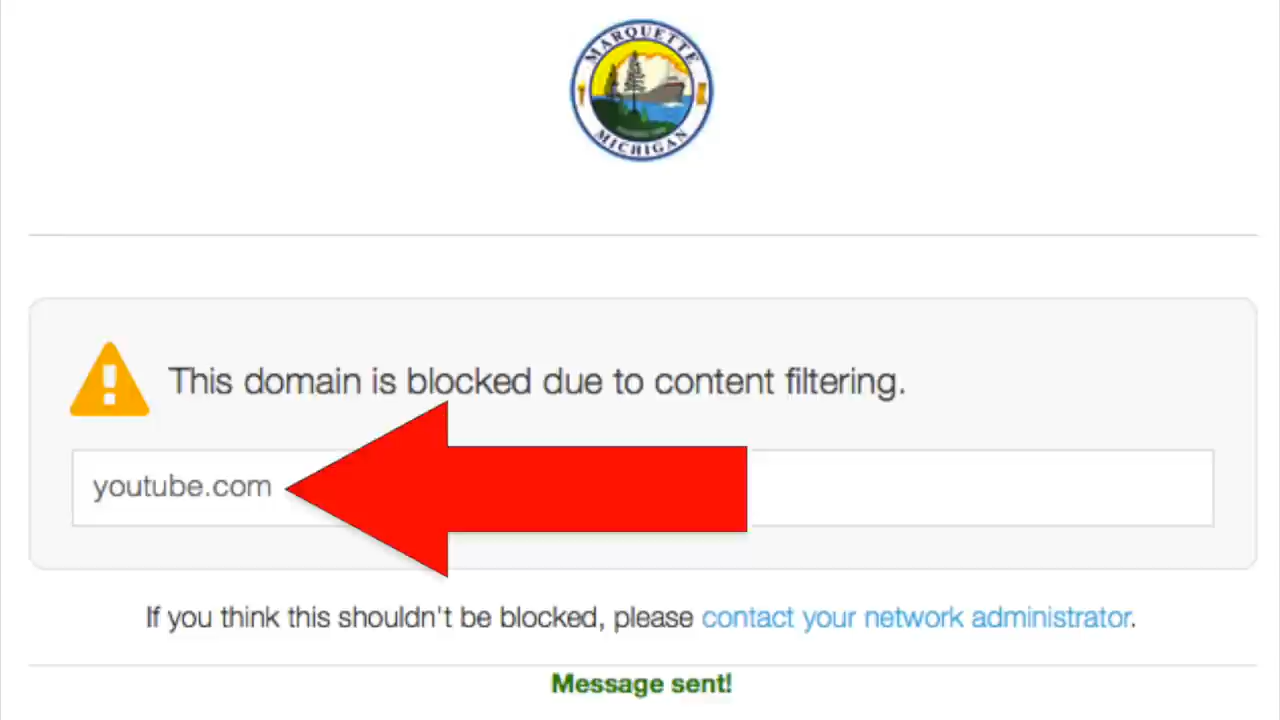 MARQUETTE
MICHIGAN
This domain is blocked due to content filtering.
youtube.com
If you think this shouldn't be blocked, please contact your network administrator.
Message sent!